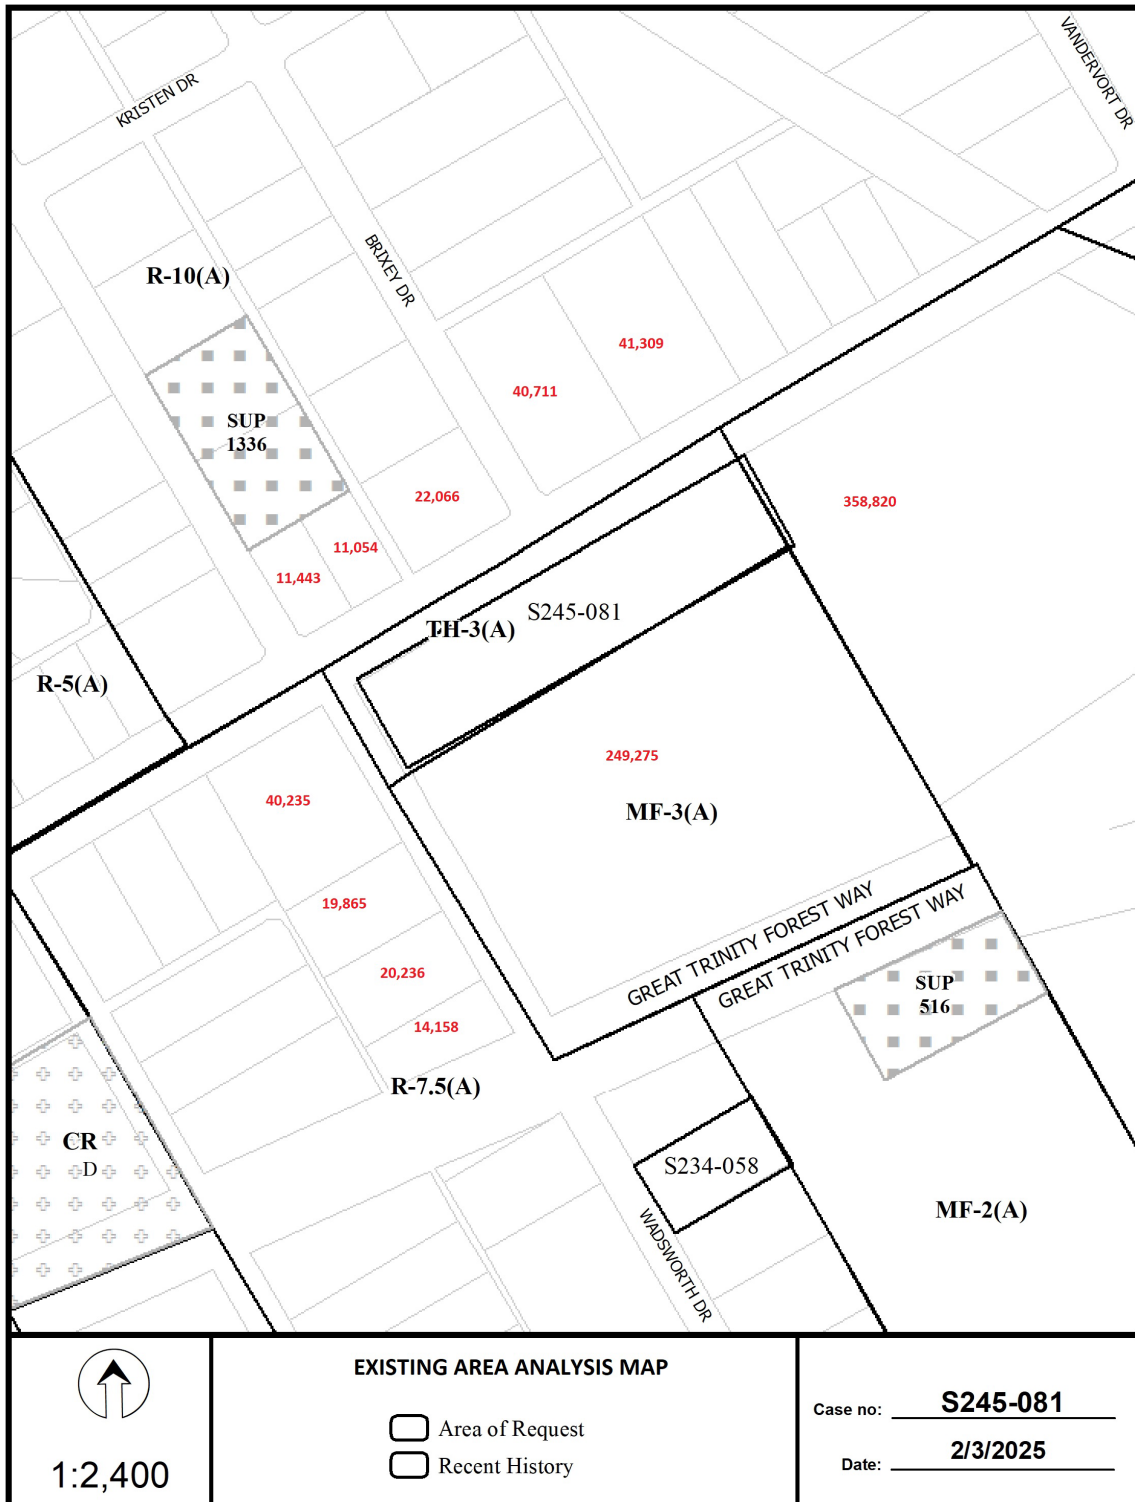 VANDERVORT DR
KRISTEN DR
BRIXEY DR
R-10(A)
41,309
40,711
SUP
1336
22,066
358,820
11,054
11,443
S245-081
TH-3(A)
R-5(A)
249,275
40,235
MF-3(A)
19,865
GREAT TRINITY FOREST WAY
GREAT TRINITY FOREST WAY
20,236
SUP
516
14,158
R-7.5(A)
CR
D
S234-058
MF-2(A)
WADSWORTH DR
EXISTING AREA ANALYSIS MAP
Area of Request
Recent History
1:2,400
Case no: S245-081
Date: 2/3/2025